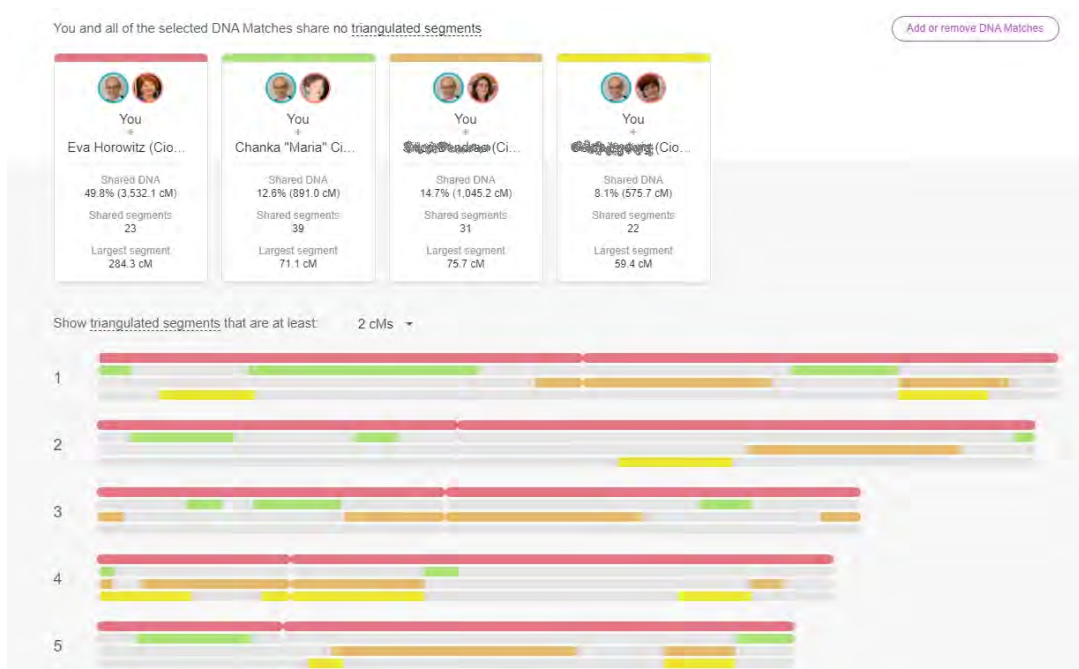 You and all of the selected DNA Matches share no triangulated segments
Add or remove DNA Matches
You
+
Eva Horowitz (Cio...
Shared DNA
49.8% (3,532.1 cM)
Shared segments
23
Largest segment
284.3 cM
You
+
Chanka "Maria" Ci...
Shared DNA
12.6% (891.0 cM)
Shared segments
39
Largest segment
71.1 cM
You
+
(Ci...
Shared DNA
14.7% (1,045.2 cM)
Shared segments
31
Largest segment
75.7 cM
You
+
(Cio...
Shared DNA
8.1% (575.7 cM)
Shared segments
22
Largest segment
59.4 cM
Show triangulated segments that are at least:
2 cMs
1
2
3
4
5